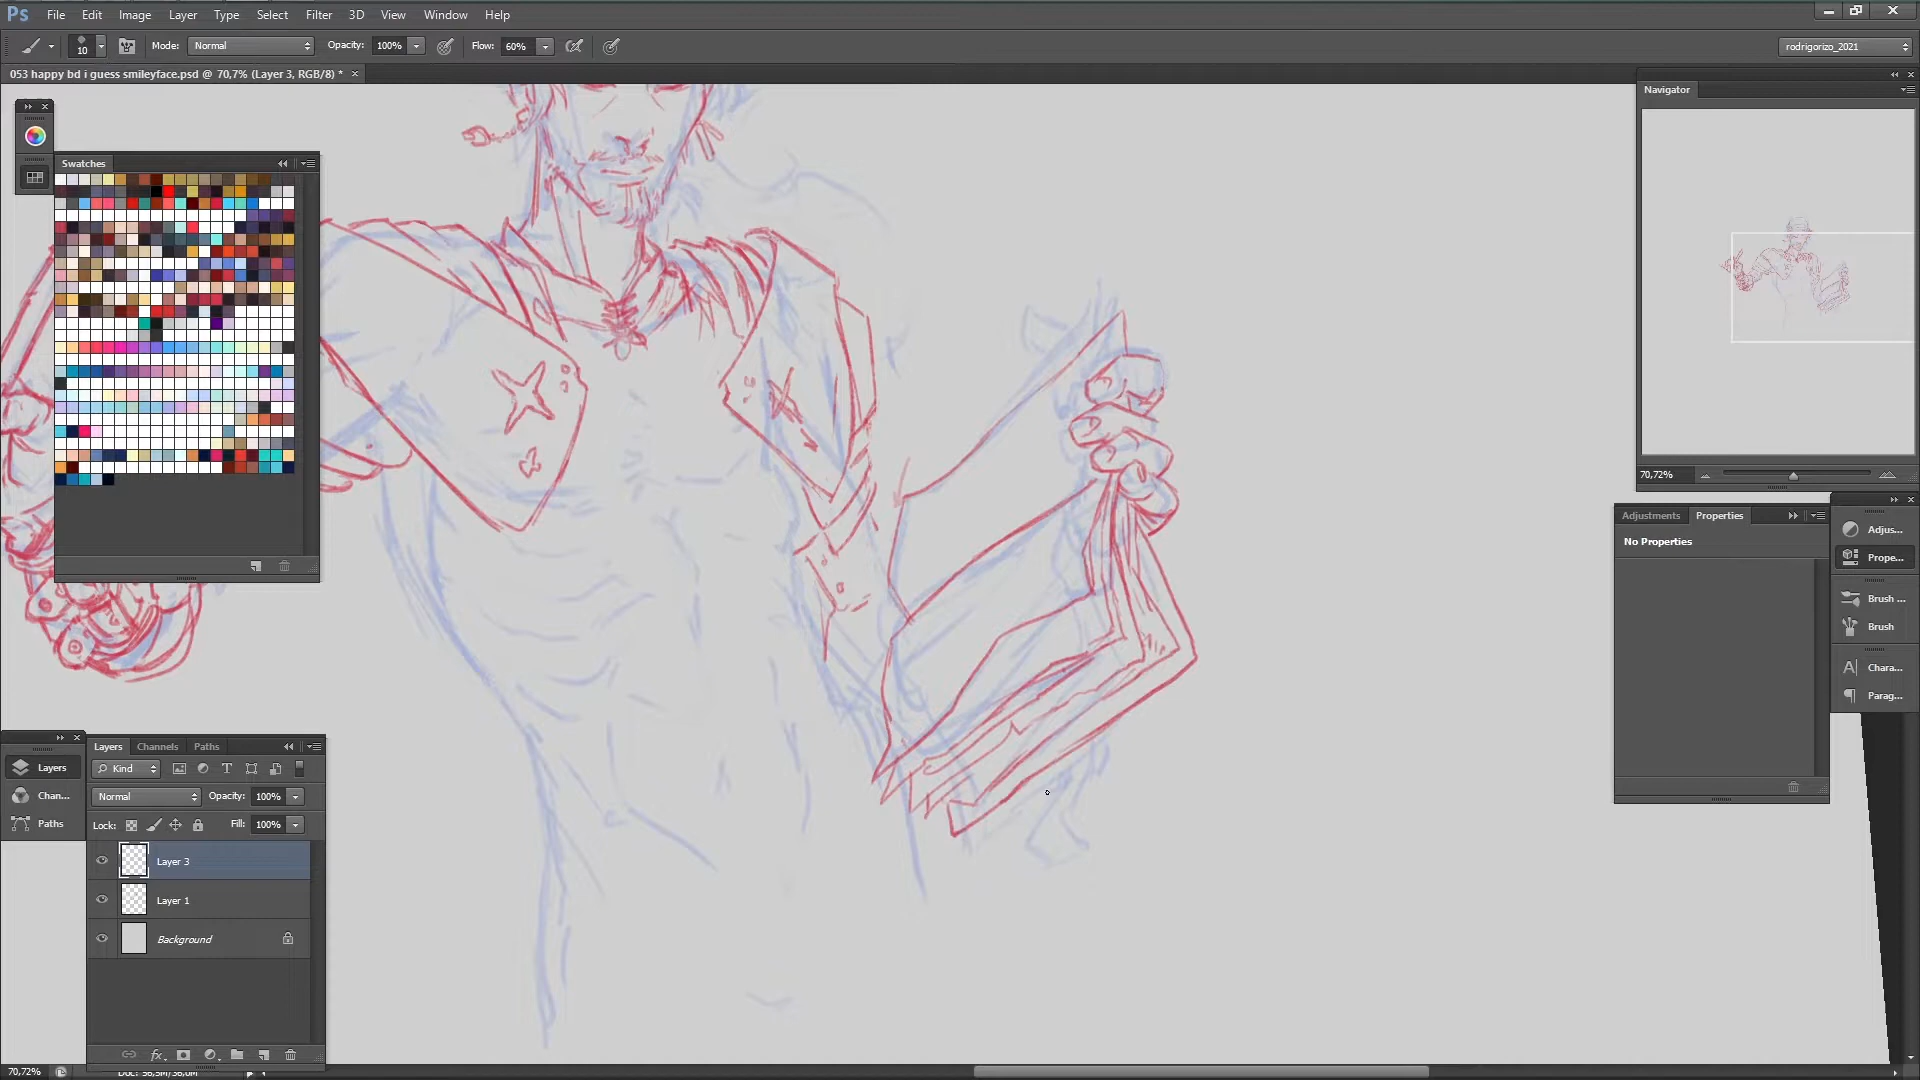 Ps File Edit Image Layer Type Select Filter 3D View Window Help
10 Mode: Normal Opacity: 100% Flow: 60% rodrigorizo_2021
053 happy bd i guess smileyface.psd @ 70,7% (Layer 3, RGB/8) *
Navigator
Swatches
70,72%
Adjustments Properties
No Properties
Adjus...
Prope...
Brush ...
Brush
Chara...
Parag...
Layers
Chan...
Paths
Layers Channels Paths
Kind
Normal Opacity: 100%
Lock: Fill: 100%
Layer 3
Layer 1
Background
fx
70,72%